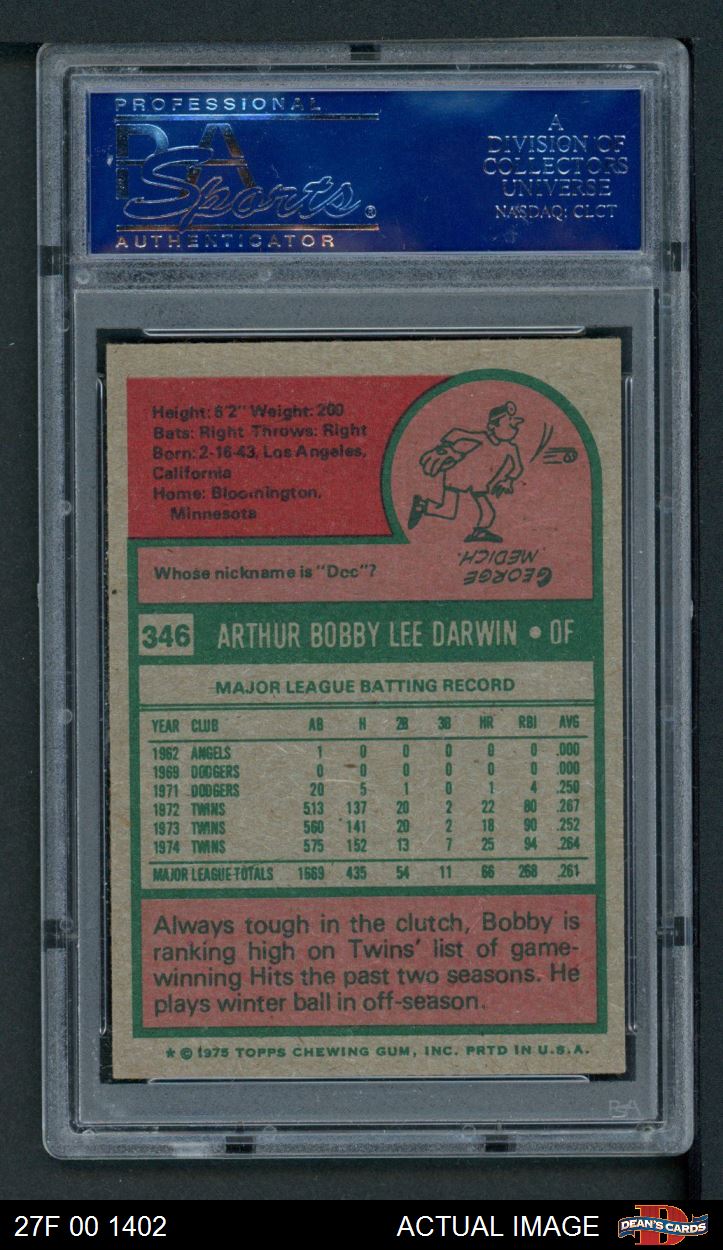 PROFESSIONAL
PSA
Sports®
AUTHENTICATOR
A
DIVISION OF
COLLECTORS
UNIVERSE
NASDAQ: CLCT
Height: 6'2" Weight: 200
Bats: Right Throws: Right
Born: 2-16-43, Los Angeles,
California
Home: Bloomington,
Minnesota
Whose nickname is "Doc"?
GEORGE
MEDICH.
346 ARTHUR BOBBY LEE DARWIN • OF
MAJOR LEAGUE BATTING RECORD
YEAR CLUB AB H 2B 3B HR RBI AVG
1962 ANGELS 1 0 0 0 0 0 .000
1969 DODGERS 0 0 0 0 0 0 .000
1971 DODGERS 20 5 1 0 1 4 .250
1972 TWINS 513 137 20 2 22 80 .267
1973 TWINS 560 141 20 2 18 90 .252
1974 TWINS 575 152 13 7 25 94 .264
MAJOR LEAGUE TOTALS 1669 435 54 11 66 268 .261
Always tough in the clutch, Bobby is
ranking high on Twins' list of game-
winning Hits the past two seasons. He
plays winter ball in off-season.
* © 1975 TOPPS CHEWING GUM, INC. PRTD IN U.S.A.
PSA
27F 00 1402
ACTUAL IMAGE
D
DEAN'S CARDS